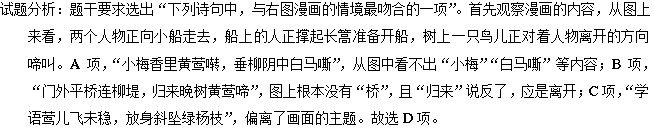 试题分析：题干要求选出“下列诗句中，与右图漫画的情境最吻合的一项”。首先观察漫画的内容，从图上
来看，两个人物正向小船走去，船上的人正撑起长篙准备开船，树上一只鸟儿正对着人物离开的方向
啼叫。A 项，“小梅香里黄莺啭，垂柳阴中白马嘶”，从图中看不出“小梅”“白马嘶”等内容；B 项，
“门外平桥连柳堤，归来晚树黄莺啼”，图上根本没有“桥”，且“归来”说反了，应是离开；C项，“学
语莺儿飞未稳，放身斜坠绿杨枝”，偏离了画面的主题。故选 D 项。